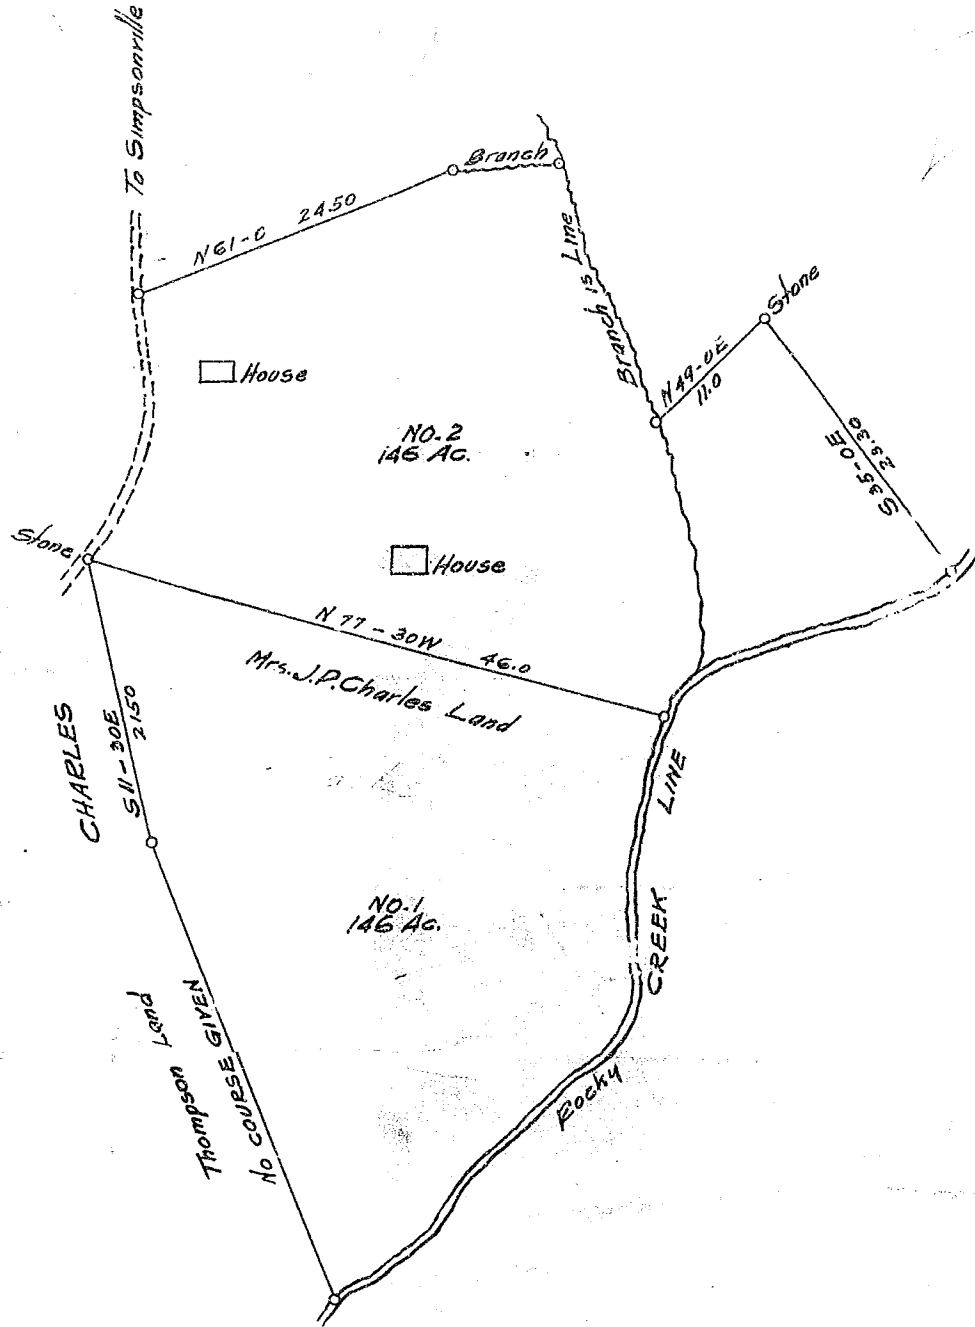 To Simpsonville
Branch
N61-0 2450
Branch is Line
Stone
N49-0E
11.0
House
NO.2
146 Ac.
S35-0E
23.30
Stone
House
N 77-30W 46.0
Mrs. J.P. Charles Land
CHARLES
S11-30E
2150
LINE
NO.1
146 Ac.
CREEK
Thompson Land
NO COURSE GIVEN
Rocky